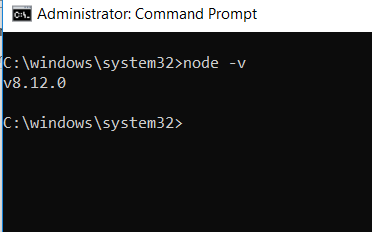 Administrator: Command Prompt
C:\windows\system32>node -v
v8.12.0
C:\windows\system32>